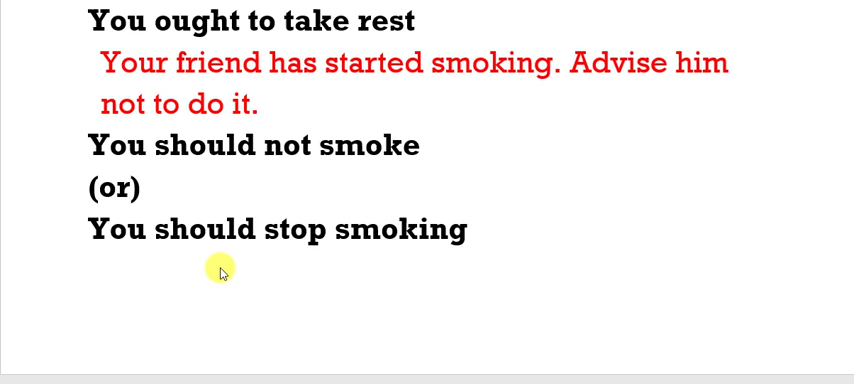 You ought to take rest
Your friend has started smoking. Advise him
not to do it.
You should not smoke
(or)
You should stop smoking